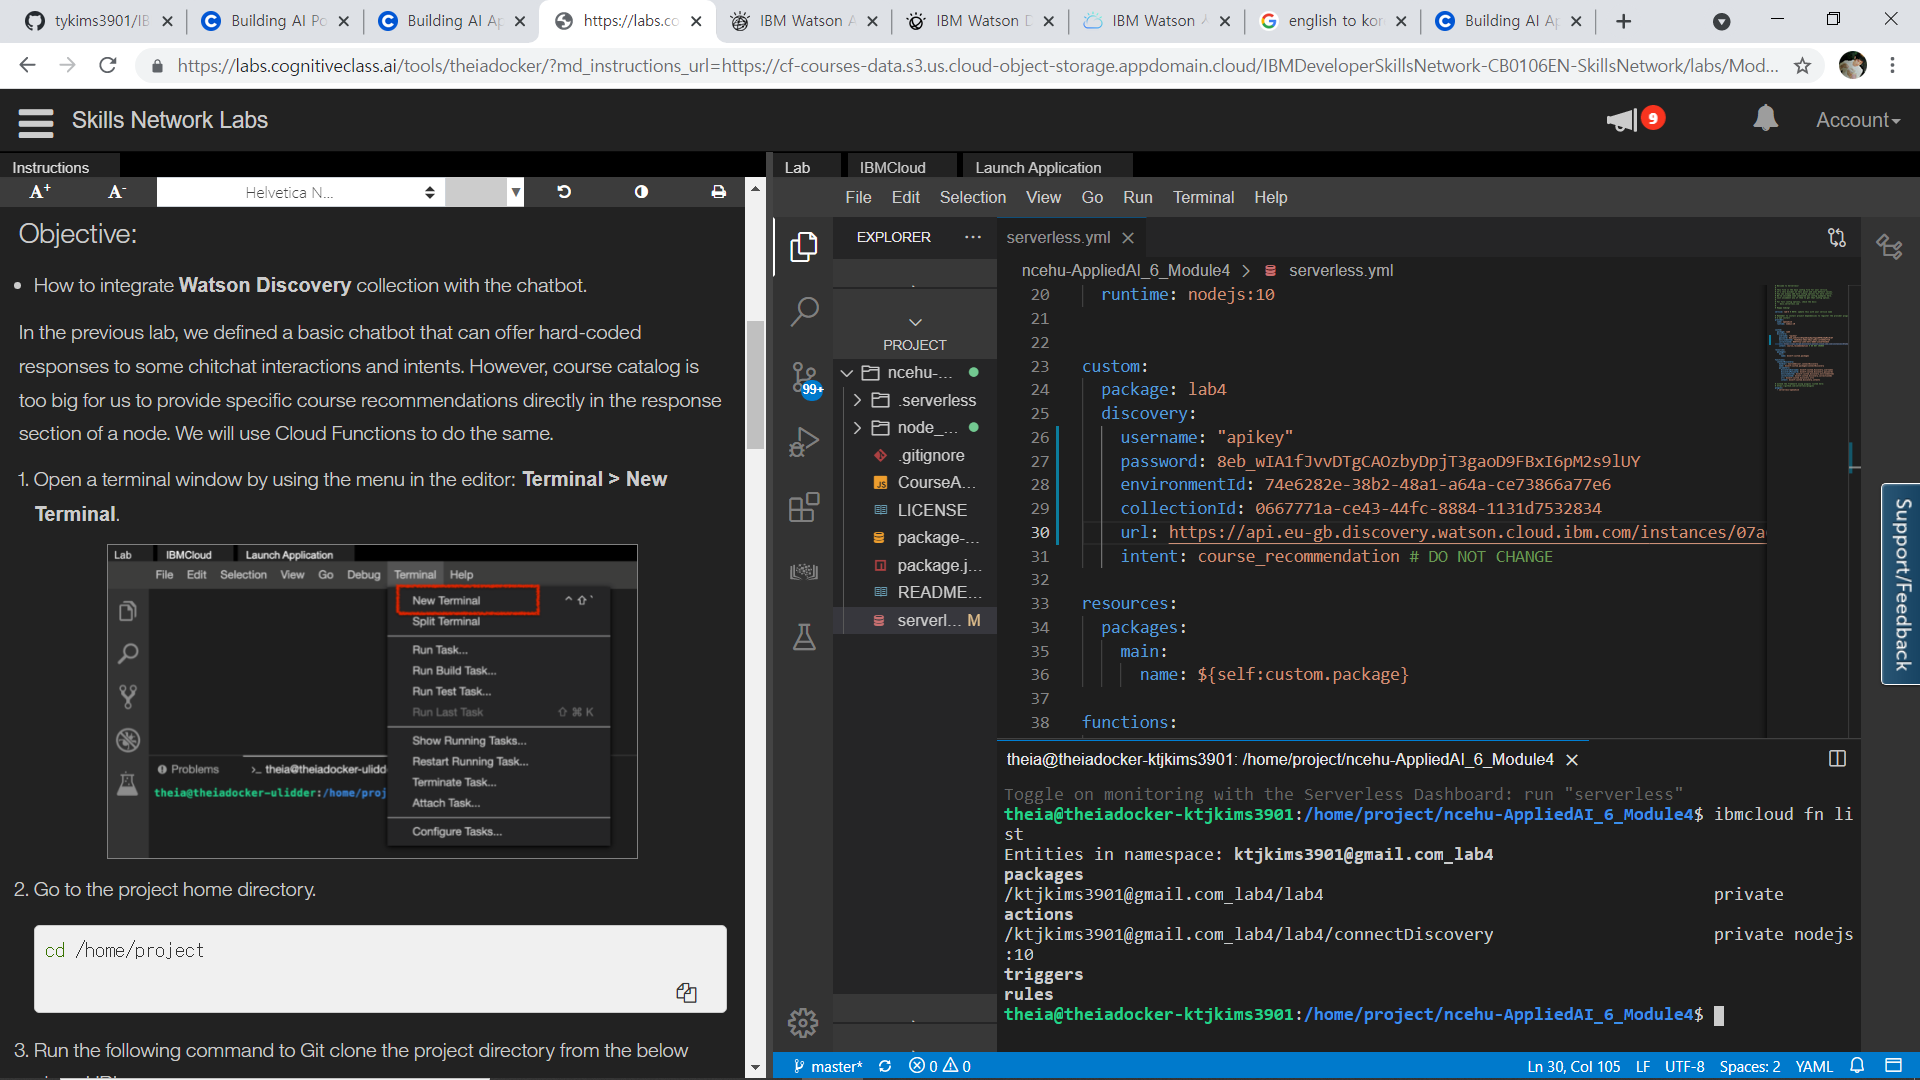 tykims3901/IB
Building AI Po
Building AI Ap
https://labs.co
IBM Watson A
IBM Watson D
IBM Watson
english to kor
Building AI Ap
https://labs.cognitiveclass.ai/tools/theiadocker/?md_instructions_url=https://cf-courses-data.s3.us.cloud-object-storage.appdomain.cloud/IBMDeveloperSkillsNetwork-CB0106EN-SkillsNetwork/labs/Mod...
Skills Network Labs
9
Account
Instructions
A+ A-
Helvetica N...
Objective:
How to integrate Watson Discovery collection with the chatbot.
In the previous lab, we defined a basic chatbot that can offer hard-coded
responses to some chitchat interactions and intents. However, course catalog is
too big for us to provide specific course recommendations directly in the response
section of a node. We will use Cloud Functions to do the same.
1. Open a terminal window by using the menu in the editor: Terminal > New
Terminal.
Lab IBMCloud Launch Application
File Edit Selection View Go Debug Terminal Help
New Terminal
Split Terminal
Run Task...
Run Build Task...
Run Test Task...
Run Last Task ⇧ ⌘ K
Show Running Tasks...
Restart Running Task...
Terminate Task...
Attach Task...
Configure Tasks...
Problems >_ theia@theiadocker-ulidd
theia@theiadocker-ulidder:/home/proj
2. Go to the project home directory.
cd /home/project
3. Run the following command to Git clone the project directory from the below
Lab IBMCloud Launch Application
File Edit Selection View Go Run Terminal Help
EXPLORER ...
PROJECT
99+
ncehu-...
.serverless
node_...
.gitignore
CourseA...
LICENSE
package-...
package.j...
README...
serverl... M
serverless.yml
ncehu-AppliedAI_6_Module4 > serverless.yml
20 runtime: nodejs:10
21
22
23 custom:
24 package: lab4
25 discovery:
26 username: "apikey"
27 password: 8eb_wIA1fJvvDTgCAOzbyDpjT3gaoD9FBxI6pM2s9lUY
28 environmentId: 74e6282e-38b2-48a1-a64a-ce73866a77e6
29 collectionId: 0667771a-ce43-44fc-8884-1131d7532834
30 url: https://api.eu-gb.discovery.watson.cloud.ibm.com/instances/07a
31 intent: course_recommendation # DO NOT CHANGE
32
33 resources:
34 packages:
35 main:
36 name: ${self:custom.package}
37
38 functions:
theia@theiadocker-ktjkims3901: /home/project/ncehu-AppliedAI_6_Module4
Toggle on monitoring with the Serverless Dashboard: run "serverless"
theia@theiadocker-ktjkims3901:/home/project/ncehu-AppliedAI_6_Module4$ ibmcloud fn li
st
Entities in namespace: ktjkims3901@gmail.com_lab4
packages
/ktjkims3901@gmail.com_lab4/lab4 private
actions
/ktjkims3901@gmail.com_lab4/lab4/connectDiscovery private nodejs
:10
triggers
rules
theia@theiadocker-ktjkims3901:/home/project/ncehu-AppliedAI_6_Module4$
Support/Feedback
master* 0 0 Ln 30, Col 105 LF UTF-8 Spaces: 2 YAML